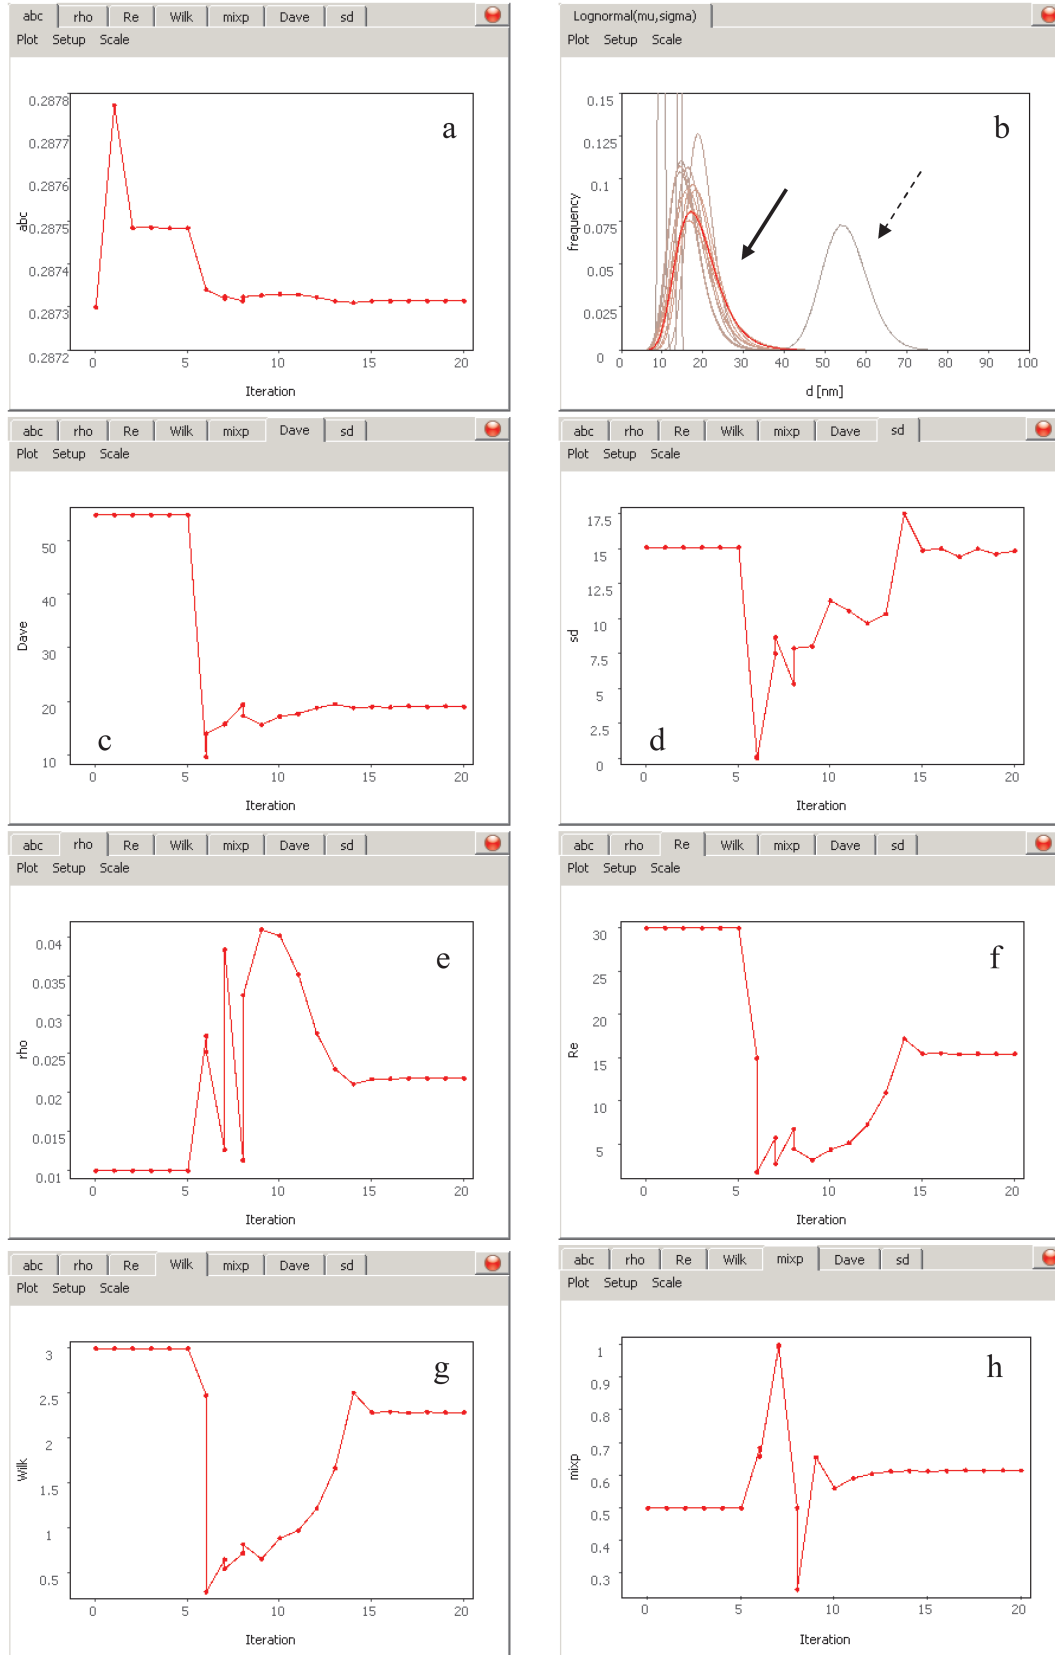 abc rho Re Wilk mixp Dave sd
Plot Setup Scale
a
0.2878
0.2877
0.2876
0.2875
0.2874
0.2873
0.2872
abc
0 5 10 15 20
Iteration
Lognormal(mu,sigma)
Plot Setup Scale
b
0.15
0.125
0.1
0.075
0.05
0.025
0
frequency
0 10 20 30 40 50 60 70 80 90 100
d [nm]
abc rho Re Wilk mixp Dave sd
Plot Setup Scale
50
40
30
20
10
Dave
c
0 5 10 15 20
Iteration
abc rho Re Wilk mixp Dave sd
Plot Setup Scale
17.5
15
12.5
10
7.5
5
2.5
0
sd
d
0 5 10 15 20
Iteration
abc rho Re Wilk mixp Dave sd
Plot Setup Scale
e
0.04
0.035
0.03
0.025
0.02
0.015
0.01
rho
0 5 10 15 20
Iteration
abc rho Re Wilk mixp Dave sd
Plot Setup Scale
f
30
25
20
15
10
5
Re
0 5 10 15 20
Iteration
abc rho Re Wilk mixp Dave sd
Plot Setup Scale
g
3
2.5
2
1.5
1
0.5
Wilk
0 5 10 15 20
Iteration
abc rho Re Wilk mixp Dave sd
Plot Setup Scale
h
1
0.9
0.8
0.7
0.6
0.5
0.4
0.3
mixp
0 5 10 15 20
Iteration